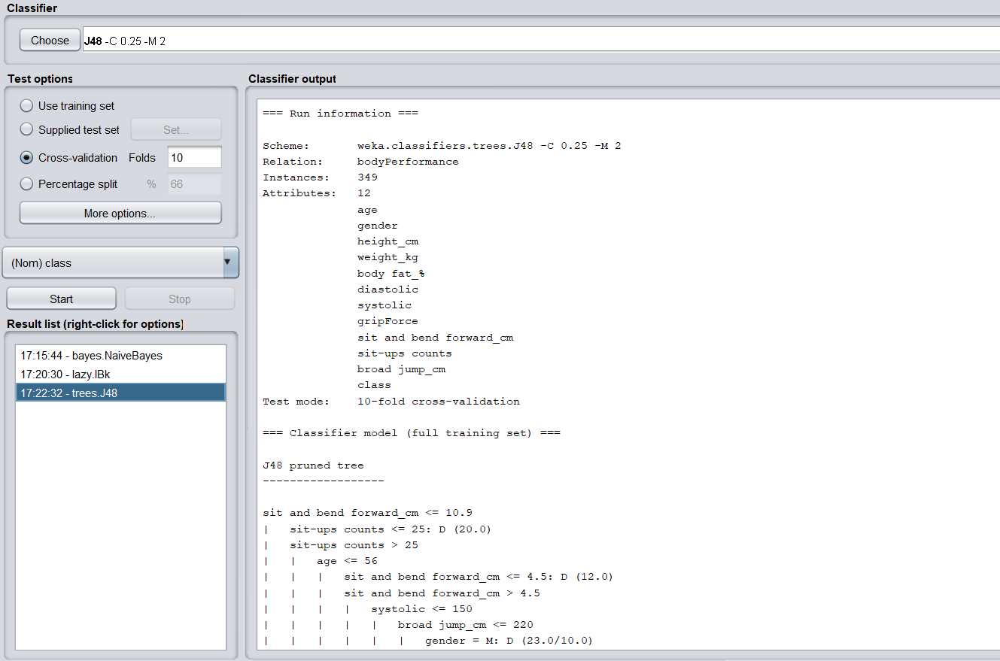 Classifier
Choose J48 -C 0.25 -M 2
Test options
Use training set
Supplied test set Set...
Cross-validation Folds 10
Percentage split % 66
More options...
(Nom) class
Start Stop
Result list (right-click for options)
17:15:44 - bayes.NaiveBayes
17:20:30 - lazy.IBk
17:22:32 - trees.J48
Classifier output
=== Run information ===
Scheme: weka.classifiers.trees.J48 -C 0.25 -M 2
Relation: bodyPerformance
Instances: 349
Attributes: 12
age
gender
height_cm
weight_kg
body fat_%
diastolic
systolic
gripForce
sit and bend forward_cm
sit-ups counts
broad jump_cm
class
Test mode: 10-fold cross-validation
=== Classifier model (full training set) ===
J48 pruned tree
------------------
sit and bend forward_cm <= 10.9
| sit-ups counts <= 25: D (20.0)
| sit-ups counts > 25
| | age <= 56
| | | sit and bend forward_cm <= 4.5: D (12.0)
| | | sit and bend forward_cm > 4.5
| | | | systolic <= 150
| | | | | broad jump_cm <= 220
| | | | | | gender = M: D (23.0/10.0)